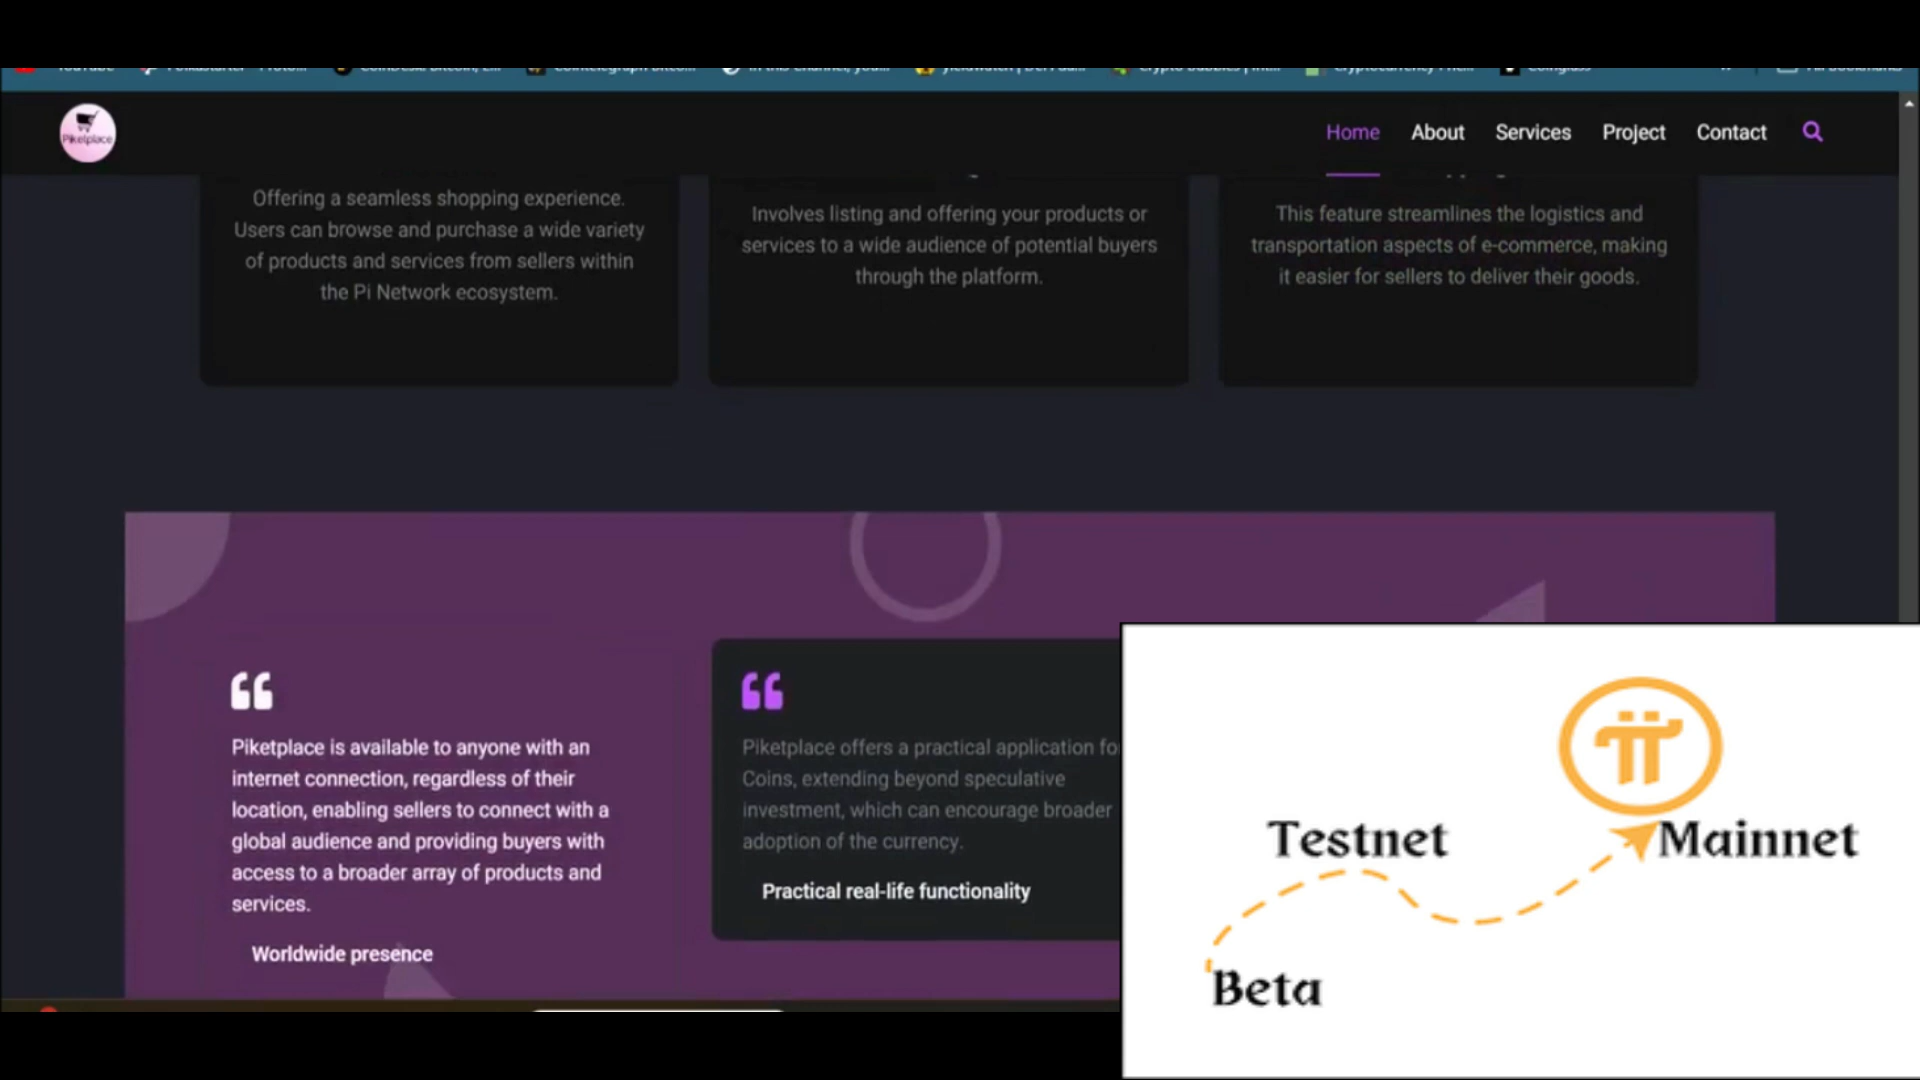 Piketplace
Home
About
Services
Project
Contact
Offering a seamless shopping experience.
Users can browse and purchase a wide variety
of products and services from sellers within
the Pi Network ecosystem.
Involves listing and offering your products or
services to a wide audience of potential buyers
through the platform.
This feature streamlines the logistics and
transportation aspects of e-commerce, making
it easier for sellers to deliver their goods.
Piketplace is available to anyone with an
internet connection, regardless of their
location, enabling sellers to connect with a
global audience and providing buyers with
access to a broader array of products and
services.
Worldwide presence
Piketplace offers a practical application
Coins, extending beyond speculative
investment, which can encourage broader
adoption of the currency.
Practical real-life functionality
Testnet
Mainnet
Beta